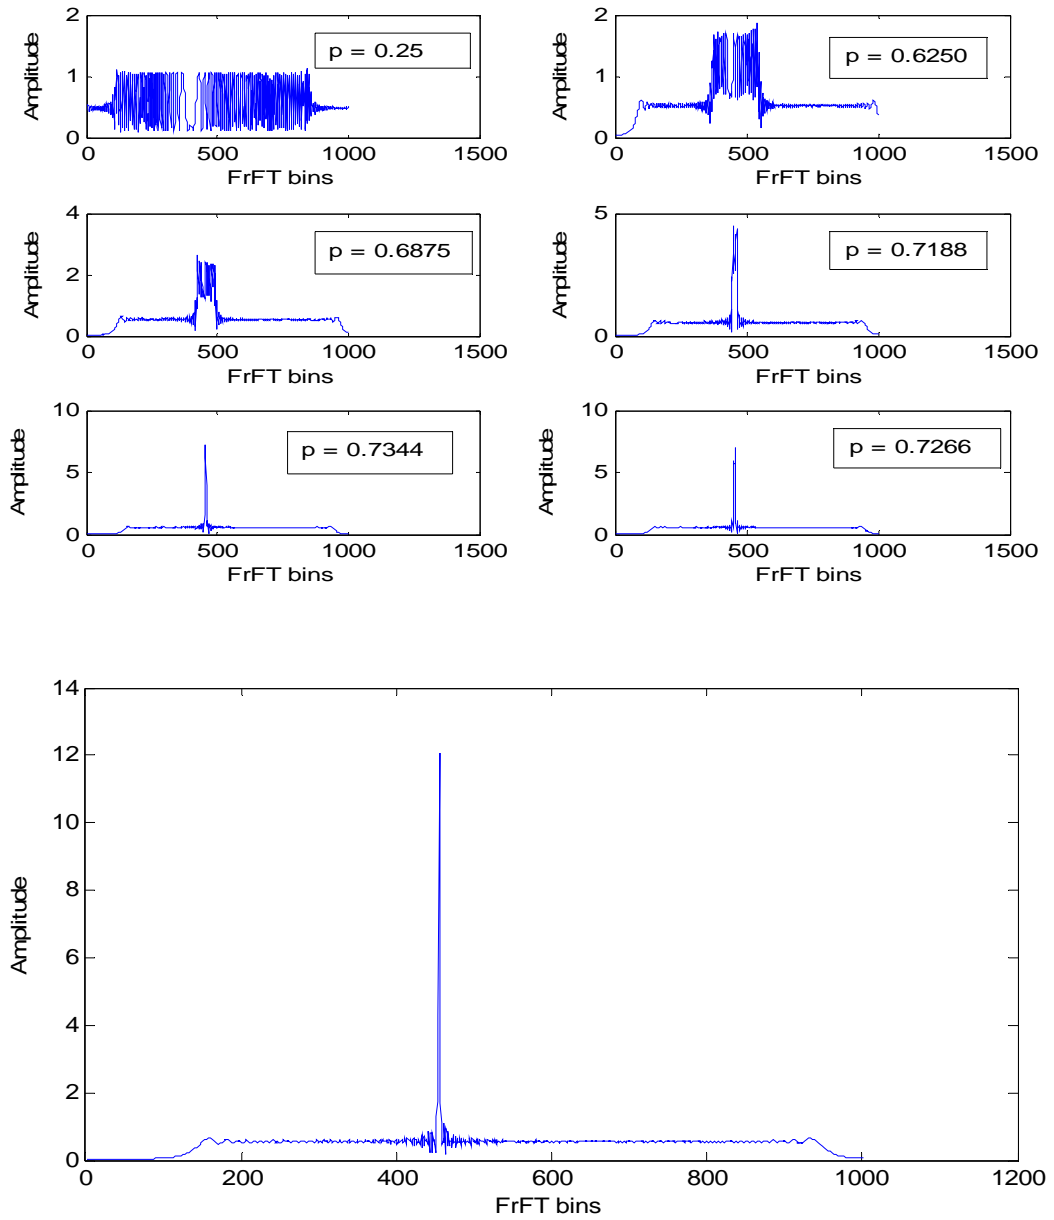 2
1
0
Amplitude
p = 0.25
0 500 1000 1500
FrFT bins
2
1
0
Amplitude
p = 0.6250
0 500 1000 1500
FrFT bins
4
2
0
Amplitude
p = 0.6875
0 500 1000 1500
FrFT bins
5
0
Amplitude
p = 0.7188
0 500 1000 1500
FrFT bins
10
5
0
Amplitude
p = 0.7344
0 500 1000 1500
FrFT bins
10
5
0
Amplitude
p = 0.7266
0 500 1000 1500
FrFT bins
14
12
10
8
6
4
2
0
Amplitude
0 200 400 600 800 1000 1200
FrFT bins